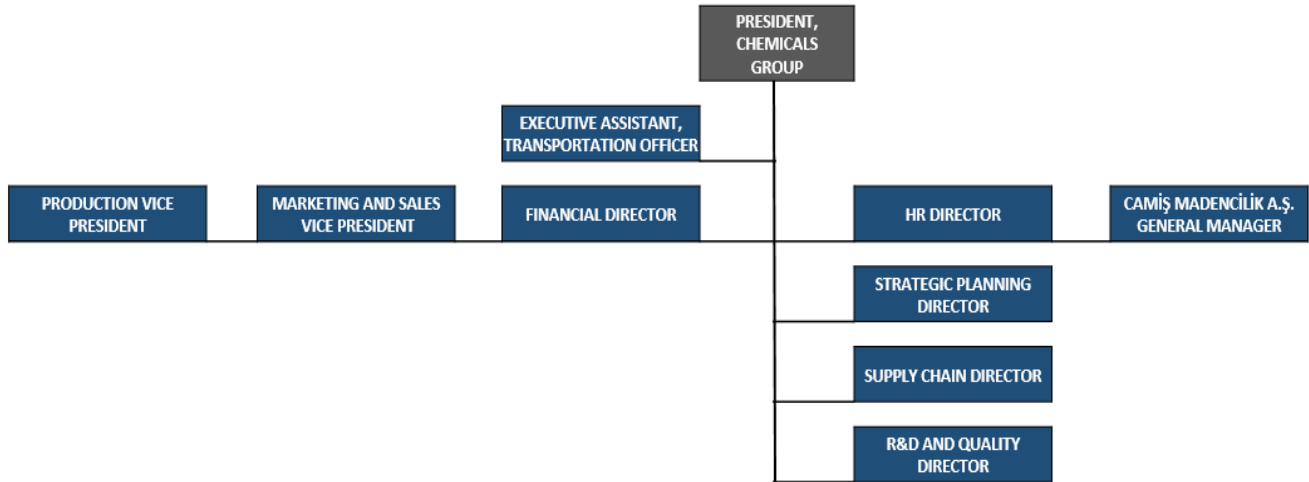 PRESIDENT,
CHEMICALS
GROUP
EXECUTIVE ASSISTANT,
TRANSPORTATION OFFICER
PRODUCTION VICE
PRESIDENT
MARKETING AND SALES
VICE PRESIDENT
FINANCIAL DIRECTOR
HR DIRECTOR
CAMİŞ MADENCİLİK A.Ş.
GENERAL MANAGER
STRATEGIC PLANNING
DIRECTOR
SUPPLY CHAIN DIRECTOR
R&D AND QUALITY
DIRECTOR